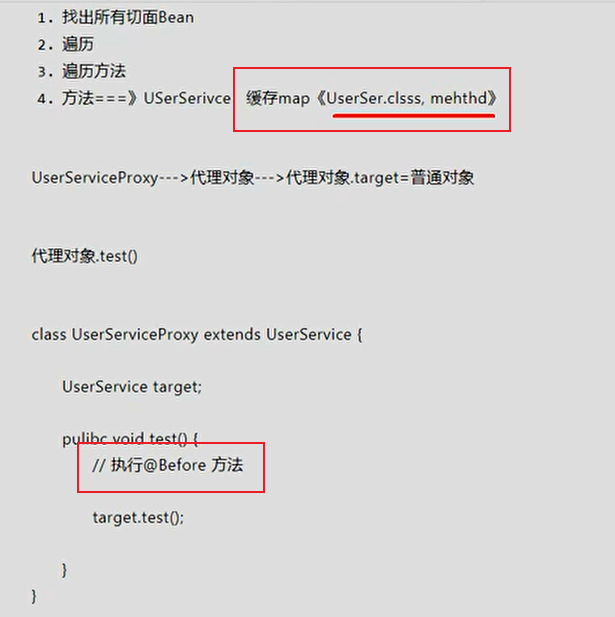 1. 找出所有切面Bean
2. 遍历
3. 遍历方法
4. 方法===》USerSerivce 缓存map《UserSer.clsss, mehthd》
UserServiceProxy--->代理对象--->代理对象.target=普通对象
代理对象.test()
class UserServiceProxy extends UserService {
UserService target;
pulibc void test() {
// 执行@Before 方法
target.test();
}
}